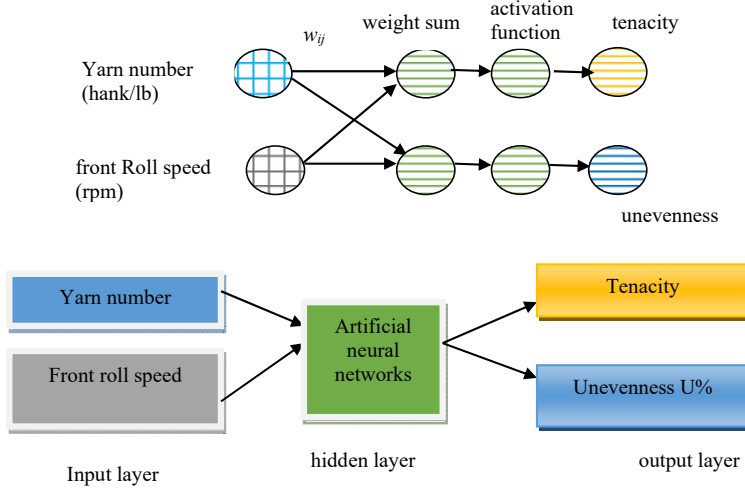 w_ij
weight sum
activation
function
tenacity
Yarn number
(hank/lb)
front Roll speed
(rpm)
unevenness
Yarn number
Front roll speed
Artificial
neural
networks
Tenacity
Unevenness U%
Input layer
hidden layer
output layer